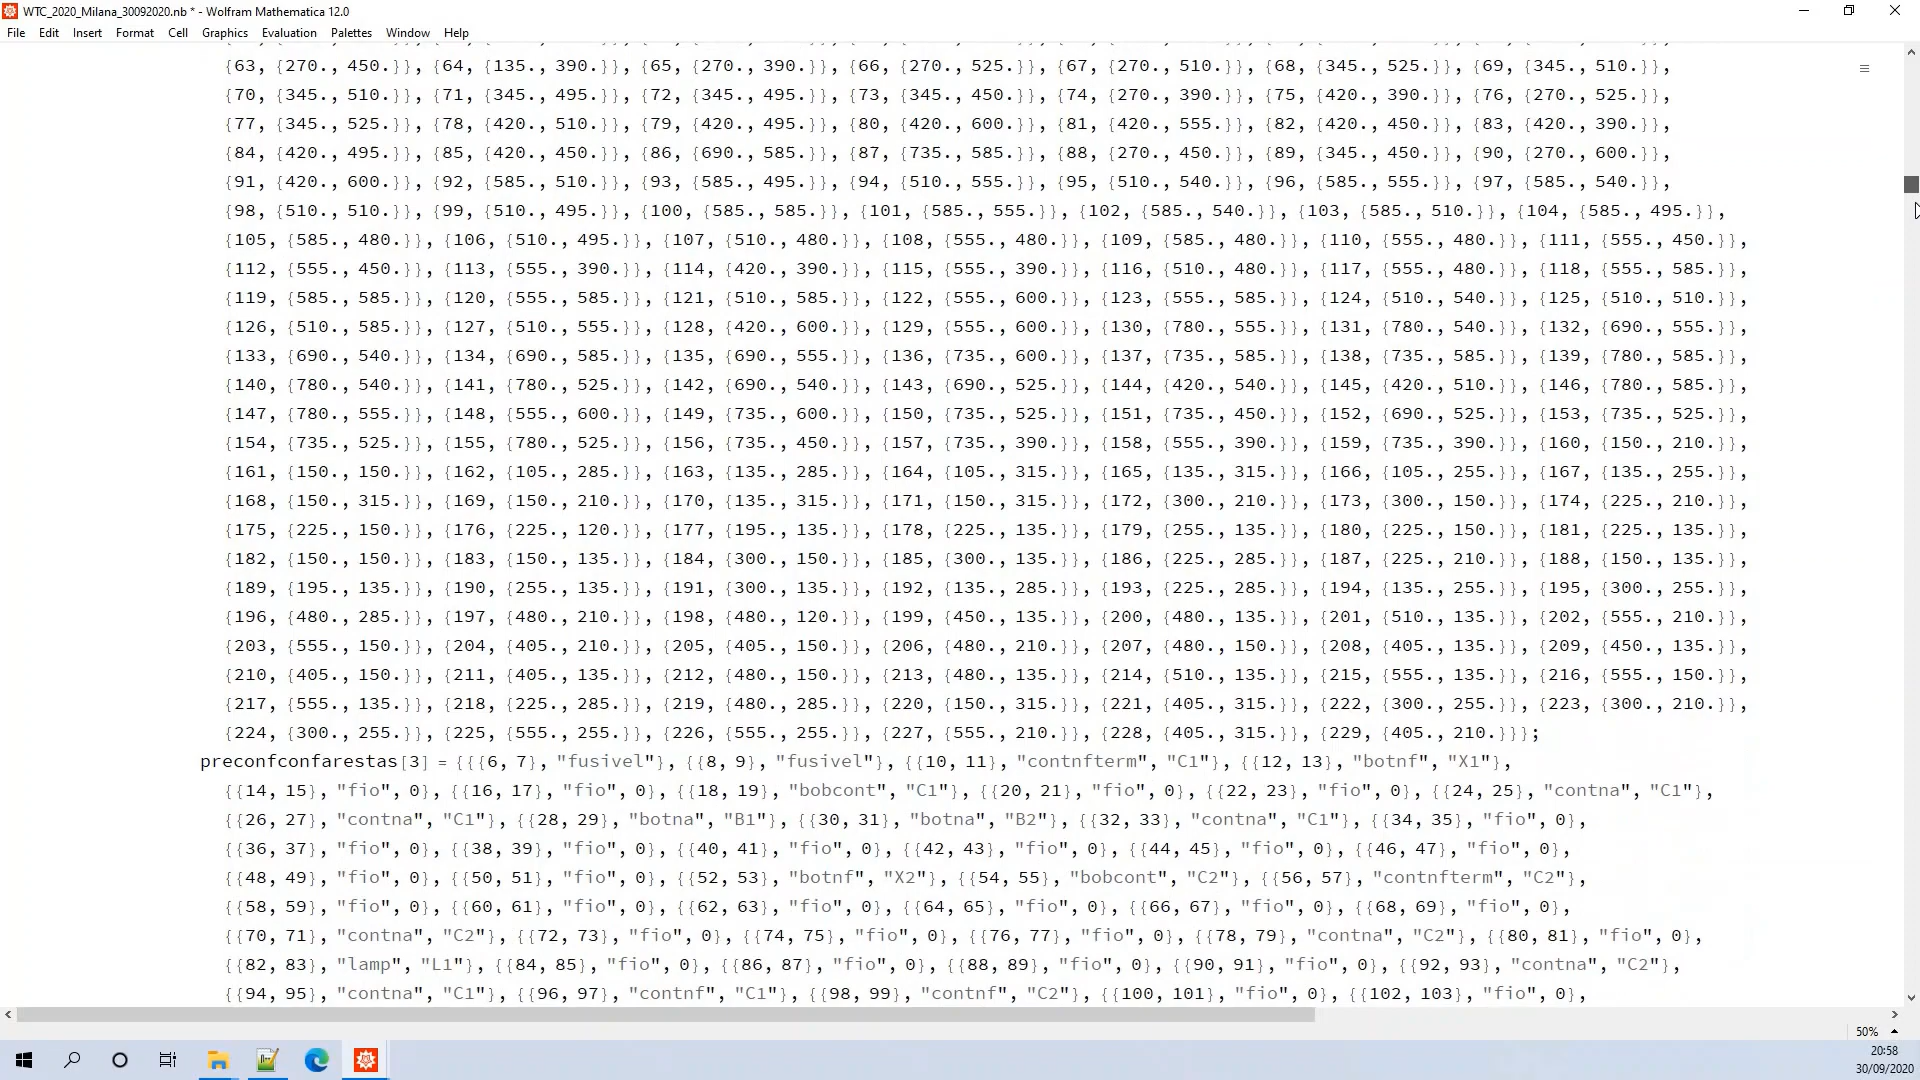 WTC_2020_Milana_30092020.nb * - Wolfram Mathematica 12.0
File Edit Insert Format Cell Graphics Evaluation Palettes Window Help
{63, {270., 450.}}, {64, {135., 390.}}, {65, {270., 390.}}, {66, {270., 525.}}, {67, {270., 510.}}, {68, {345., 525.}}, {69, {345., 510.}},
{70, {345., 510.}}, {71, {345., 495.}}, {72, {345., 495.}}, {73, {345., 450.}}, {74, {270., 390.}}, {75, {420., 390.}}, {76, {270., 525.}},
{77, {345., 525.}}, {78, {420., 510.}}, {79, {420., 495.}}, {80, {420., 600.}}, {81, {420., 555.}}, {82, {420., 450.}}, {83, {420., 390.}},
{84, {420., 495.}}, {85, {420., 450.}}, {86, {690., 585.}}, {87, {735., 585.}}, {88, {270., 450.}}, {89, {345., 450.}}, {90, {270., 600.}},
{91, {420., 600.}}, {92, {585., 510.}}, {93, {585., 495.}}, {94, {510., 555.}}, {95, {510., 540.}}, {96, {585., 555.}}, {97, {585., 540.}},
{98, {510., 510.}}, {99, {510., 495.}}, {100, {585., 585.}}, {101, {585., 555.}}, {102, {585., 540.}}, {103, {585., 510.}}, {104, {585., 495.}},
{105, {585., 480.}}, {106, {510., 495.}}, {107, {510., 480.}}, {108, {555., 480.}}, {109, {585., 480.}}, {110, {555., 480.}}, {111, {555., 450.}},
{112, {555., 450.}}, {113, {555., 390.}}, {114, {420., 390.}}, {115, {555., 390.}}, {116, {510., 480.}}, {117, {555., 480.}}, {118, {555., 585.}},
{119, {585., 585.}}, {120, {555., 585.}}, {121, {510., 585.}}, {122, {555., 600.}}, {123, {555., 585.}}, {124, {510., 540.}}, {125, {510., 510.}},
{126, {510., 585.}}, {127, {510., 555.}}, {128, {420., 600.}}, {129, {555., 600.}}, {130, {780., 555.}}, {131, {780., 540.}}, {132, {690., 555.}},
{133, {690., 540.}}, {134, {690., 585.}}, {135, {690., 555.}}, {136, {735., 600.}}, {137, {735., 585.}}, {138, {735., 585.}}, {139, {780., 585.}},
{140, {780., 540.}}, {141, {780., 525.}}, {142, {690., 540.}}, {143, {690., 525.}}, {144, {420., 540.}}, {145, {420., 510.}}, {146, {780., 585.}},
{147, {780., 555.}}, {148, {555., 600.}}, {149, {735., 600.}}, {150, {735., 525.}}, {151, {735., 450.}}, {152, {690., 525.}}, {153, {735., 525.}},
{154, {735., 525.}}, {155, {780., 525.}}, {156, {735., 450.}}, {157, {735., 390.}}, {158, {555., 390.}}, {159, {735., 390.}}, {160, {150., 210.}},
{161, {150., 150.}}, {162, {105., 285.}}, {163, {135., 285.}}, {164, {105., 315.}}, {165, {135., 315.}}, {166, {105., 255.}}, {167, {135., 255.}},
{168, {150., 315.}}, {169, {150., 210.}}, {170, {135., 315.}}, {171, {150., 315.}}, {172, {300., 210.}}, {173, {300., 150.}}, {174, {225., 210.}},
{175, {225., 150.}}, {176, {225., 120.}}, {177, {195., 135.}}, {178, {225., 135.}}, {179, {255., 135.}}, {180, {225., 150.}}, {181, {225., 135.}},
{182, {150., 150.}}, {183, {150., 135.}}, {184, {300., 150.}}, {185, {300., 135.}}, {186, {225., 285.}}, {187, {225., 210.}}, {188, {150., 135.}},
{189, {195., 135.}}, {190, {255., 135.}}, {191, {300., 135.}}, {192, {135., 285.}}, {193, {225., 285.}}, {194, {135., 255.}}, {195, {300., 255.}},
{196, {480., 285.}}, {197, {480., 210.}}, {198, {480., 120.}}, {199, {450., 135.}}, {200, {480., 135.}}, {201, {510., 135.}}, {202, {555., 210.}},
{203, {555., 150.}}, {204, {405., 210.}}, {205, {405., 150.}}, {206, {480., 210.}}, {207, {480., 150.}}, {208, {405., 135.}}, {209, {450., 135.}},
{210, {405., 150.}}, {211, {405., 135.}}, {212, {480., 150.}}, {213, {480., 135.}}, {214, {510., 135.}}, {215, {555., 135.}}, {216, {555., 150.}},
{217, {555., 135.}}, {218, {225., 285.}}, {219, {480., 285.}}, {220, {150., 315.}}, {221, {405., 315.}}, {222, {300., 255.}}, {223, {300., 210.}},
{224, {300., 255.}}, {225, {555., 255.}}, {226, {555., 255.}}, {227, {555., 210.}}, {228, {405., 315.}}, {229, {405., 210.}}};
preconfconfarestas[3] = {{{6, 7}, "fusivel"}, {{8, 9}, "fusivel"}, {{10, 11}, "contnfterm", "C1"}, {{12, 13}, "botnf", "X1"},
{{14, 15}, "fio", 0}, {{16, 17}, "fio", 0}, {{18, 19}, "bobcont", "C1"}, {{20, 21}, "fio", 0}, {{22, 23}, "fio", 0}, {{24, 25}, "contna", "C1"},
{{26, 27}, "contna", "C1"}, {{28, 29}, "botna", "B1"}, {{30, 31}, "botna", "B2"}, {{32, 33}, "contna", "C1"}, {{34, 35}, "fio", 0},
{{36, 37}, "fio", 0}, {{38, 39}, "fio", 0}, {{40, 41}, "fio", 0}, {{42, 43}, "fio", 0}, {{44, 45}, "fio", 0}, {{46, 47}, "fio", 0},
{{48, 49}, "fio", 0}, {{50, 51}, "fio", 0}, {{52, 53}, "botnf", "X2"}, {{54, 55}, "bobcont", "C2"}, {{56, 57}, "contnfterm", "C2"},
{{58, 59}, "fio", 0}, {{60, 61}, "fio", 0}, {{62, 63}, "fio", 0}, {{64, 65}, "fio", 0}, {{66, 67}, "fio", 0}, {{68, 69}, "fio", 0},
{{70, 71}, "contna", "C2"}, {{72, 73}, "fio", 0}, {{74, 75}, "fio", 0}, {{76, 77}, "fio", 0}, {{78, 79}, "contna", "C2"}, {{80, 81}, "fio", 0},
{{82, 83}, "lamp", "L1"}, {{84, 85}, "fio", 0}, {{86, 87}, "fio", 0}, {{88, 89}, "fio", 0}, {{90, 91}, "fio", 0}, {{92, 93}, "contna", "C2"},
{{94, 95}, "contna", "C1"}, {{96, 97}, "contnf", "C1"}, {{98, 99}, "contnf", "C2"}, {{100, 101}, "fio", 0}, {{102, 103}, "fio", 0},
50%
20:58
30/09/2020